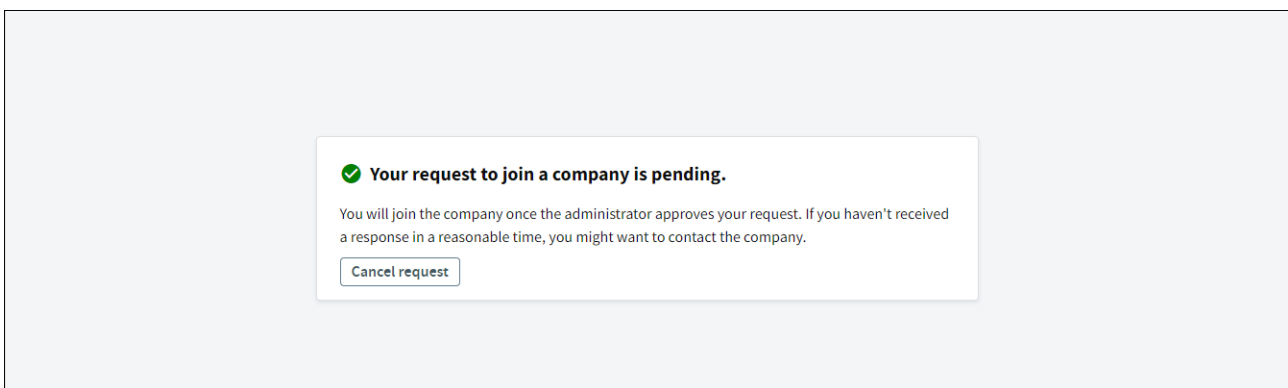 Your request to join a company is pending.
You will join the company once the administrator approves your request. If you haven't received
a response in a reasonable time, you might want to contact the company.
Cancel request